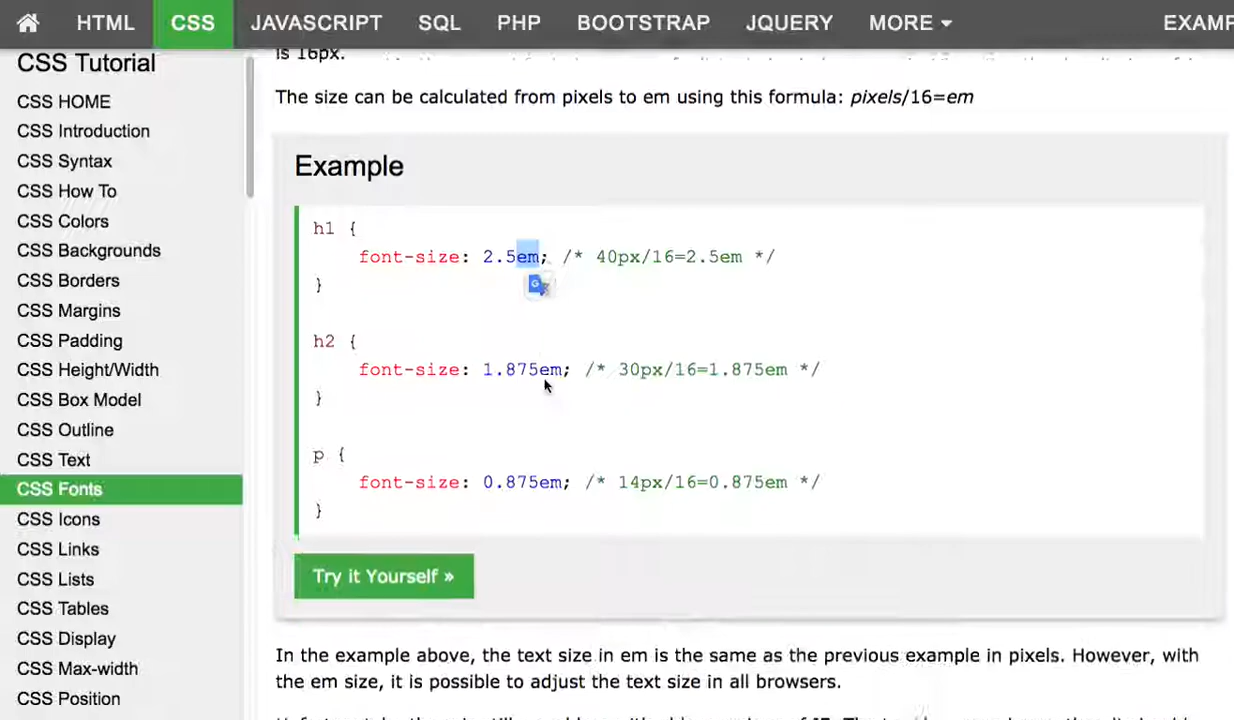 HTML CSS JAVASCRIPT SQL PHP BOOTSTRAP JQUERY MORE EXAMP
CSS Tutorial
CSS HOME
CSS Introduction
CSS Syntax
CSS How To
CSS Colors
CSS Backgrounds
CSS Borders
CSS Margins
CSS Padding
CSS Height/Width
CSS Box Model
CSS Outline
CSS Text
CSS Fonts
CSS Icons
CSS Links
CSS Lists
CSS Tables
CSS Display
CSS Max-width
CSS Position
is 16px.
The size can be calculated from pixels to em using this formula: pixels/16=em
Example
h1 {
font-size: 2.5em; /* 40px/16=2.5em */
}
h2 {
font-size: 1.875em; /* 30px/16=1.875em */
}
p {
font-size: 0.875em; /* 14px/16=0.875em */
}
Try it Yourself »
In the example above, the text size in em is the same as the previous example in pixels. However, with
the em size, it is possible to adjust the text size in all browsers.